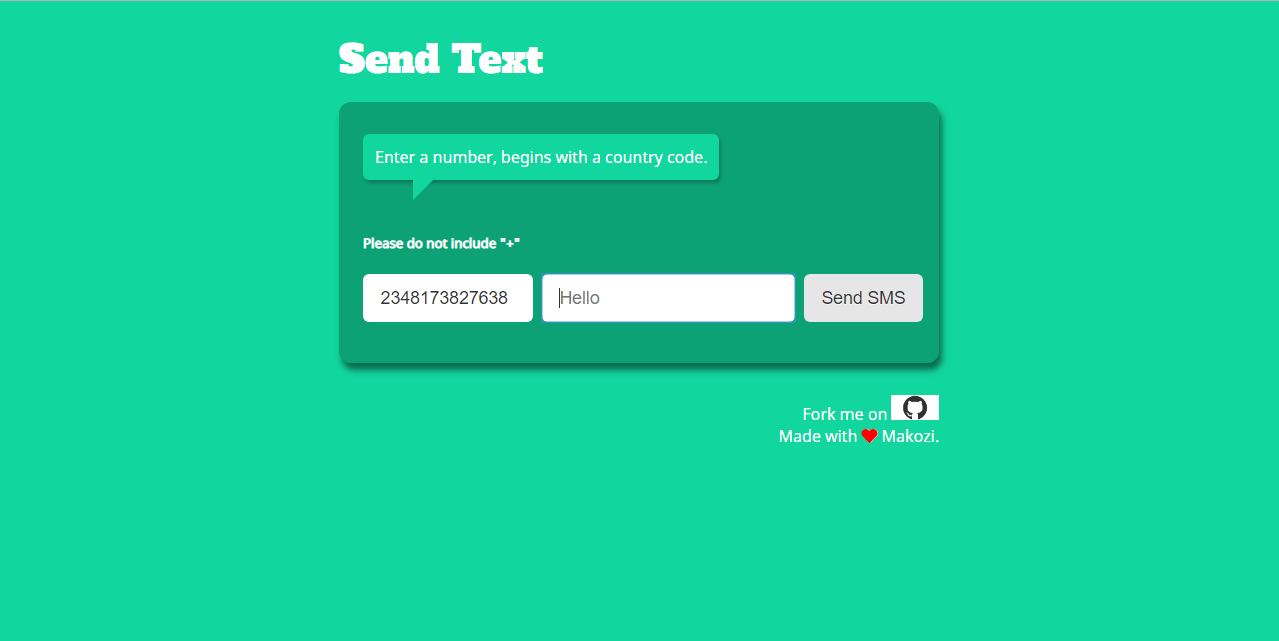 Send Text
Enter a number, begins with a country code.
Please do not include "+"
2348173827638 Hello Send SMS
Fork me on
Made with ❤ Makozi.